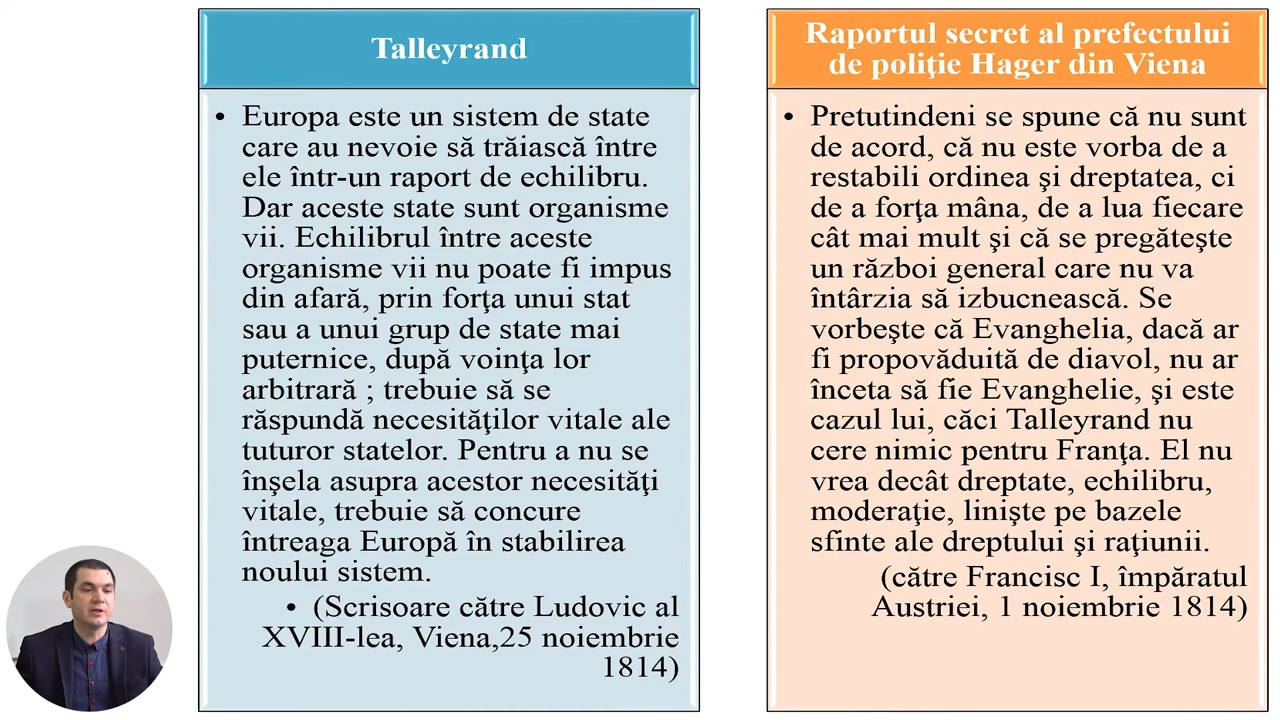 Talleyrand
• Europa este un sistem de state
care au nevoie să trăiască între
ele într-un raport de echilibru.
Dar aceste state sunt organisme
vii. Echilibrul între aceste
organisme vii nu poate fi impus
din afară, prin forţa unui stat
sau a unui grup de state mai
puternice, după voinţa lor
arbitrară ; trebuie să se
răspundă necesităţilor vitale ale
tuturor statelor. Pentru a nu se
înşela asupra acestor necesităţi
vitale, trebuie să concure
întreaga Europă în stabilirea
noului sistem.
• (Scrisoare către Ludovic al
XVIII-lea, Viena,25 noiembrie
1814)
Raportul secret al prefectului
de poliţie Hager din Viena
• Pretutindeni se spune că nu sunt
de acord, că nu este vorba de a
restabili ordinea şi dreptatea, ci
de a forţa mâna, de a lua fiecare
cât mai mult şi că se pregăteşte
un război general care nu va
întârzia să izbucnească. Se
vorbeşte că Evanghelia, dacă ar
fi propovăduită de diavol, nu ar
înceta să fie Evanghelie, şi este
cazul lui, căci Talleyrand nu
cere nimic pentru Franţa. El nu
vrea decât dreptate, echilibru,
moderaţie, linişte pe bazele
sfinte ale dreptului şi raţiunii.
(către Francisc I, împăratul
Austriei, 1 noiembrie 1814)